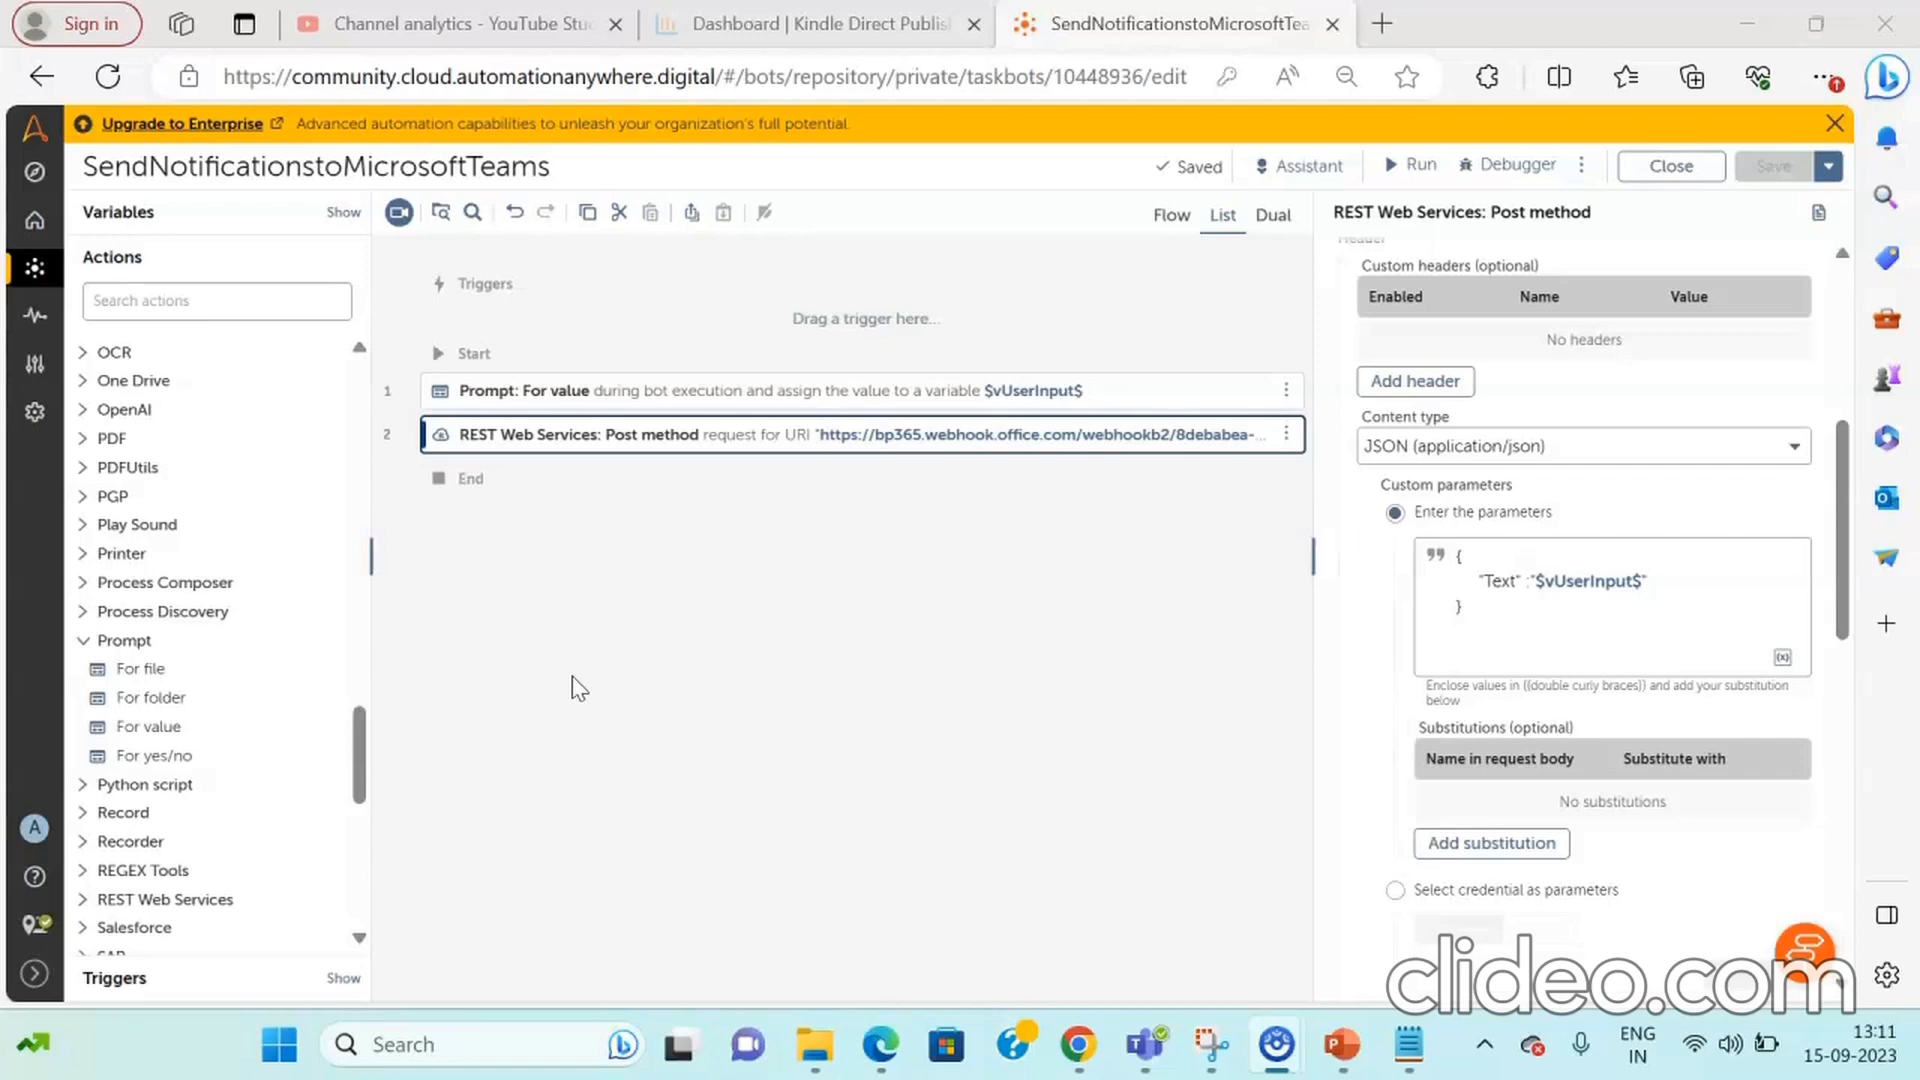 Sign in
Channel analytics - YouTube Stu
Dashboard | Kindle Direct Publis
SendNotificationstoMicrosoftTea
https://community.cloud.automationanywhere.digital/#/bots/repository/private/taskbots/10448936/edit
Upgrade to Enterprise Advanced automation capabilities to unleash your organization's full potential.
SendNotificationstoMicrosoftTeams
Saved
Assistant
Run
Debugger
Close
Save
Variables
Show
Flow
List
Dual
REST Web Services: Post method
Actions
Search actions
OCR
One Drive
OpenAI
PDF
PDFUtils
PGP
Play Sound
Printer
Process Composer
Process Discovery
Prompt
For file
For folder
For value
For yes/no
Python script
Record
Recorder
REGEX Tools
REST Web Services
Salesforce
SAP
Triggers
Show
Triggers
Drag a trigger here...
Start
1 Prompt: For value during bot execution and assign the value to a variable $vUserInput$
2 REST Web Services: Post method request for URI "https://bp365.webhook.office.com/webhookb2/8debabea-...
End
Header
Custom headers (optional)
Enabled Name Value
No headers
Add header
Content type
JSON (application/json)
Custom parameters
Enter the parameters
{
"Text" :"$vUserInput$"
}
(x)
Enclose values in {{double curly braces}} and add your substitution
below
Substitutions (optional)
Name in request body Substitute with
No substitutions
Add substitution
Select credential as parameters
clideo.com
Search
ENG
IN
13:11
15-09-2023